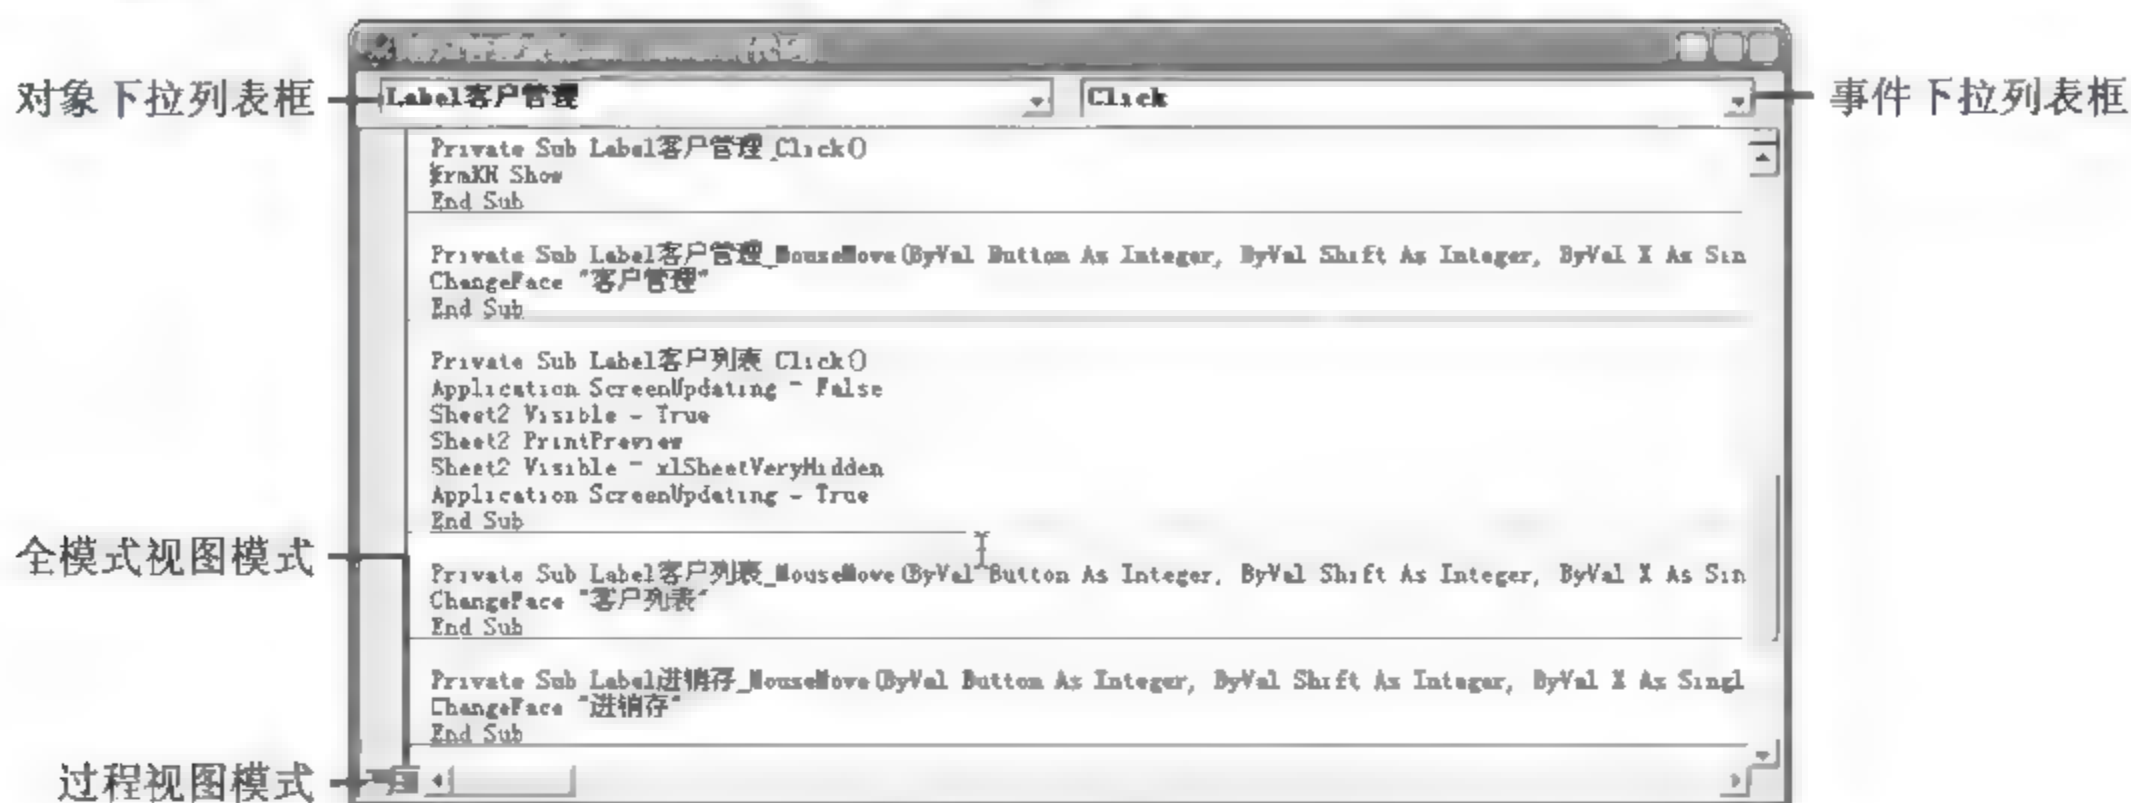 对象下拉列表框
Label客户管理
Click
事件下拉列表框
Private Sub Label客户管理_Click()
frmKH Show
End Sub
Private Sub Label客户管理_MouseMove(ByVal Button As Integer, ByVal Shift As Integer, ByVal X As Sin
ChangeFace "客户管理"
End Sub
Private Sub Label客户列表 Click()
Application ScreenUpdating = False
Sheet2 Visible = True
Sheet2 PrintPreview
Sheet2 Visible = xlSheetVeryHidden
Application ScreenUpdating = True
End Sub
全模式视图模式
Private Sub Label客户列表_MouseMove(ByVal Button As Integer, ByVal Shift As Integer, ByVal X As Sin
ChangeFace "客户列表"
End Sub
Private Sub Label进销存_MouseMove(ByVal Button As Integer, ByVal Shift As Integer, ByVal X As Singl
ChangeFace "进销存"
End Sub
过程视图模式